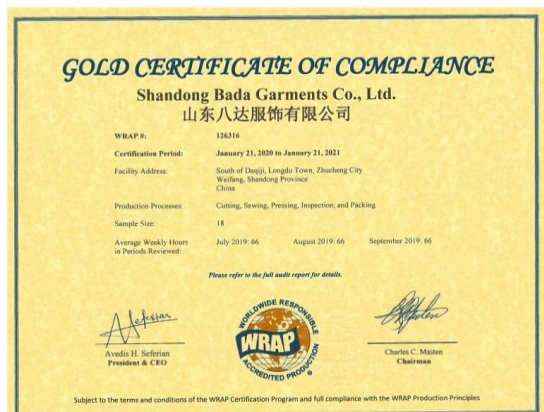 GOLD CERTIFICATE OF COMPLIANCE
Shandong Bada Garments Co., Ltd.
山东八达服饰有限公司
WRAP #: 126316
Certification Period: January 21, 2020 to January 21, 2021
Facility Address: South of Daqiji, Longdu Town, Zhucheng City
Weifang, Shandong Province
China
Production Processes: Cutting, Sewing, Pressing, Inspection, and Packing
Sample Size: 18
Average Weekly Hours July 2019: 66 August 2019: 66 September 2019: 66
in Periods Reviewed:
Please refer to the full audit report for details.
WORLDWIDE RESPONSIBLE
WRAP
ACCREDITED PRODUCTION ®
Avedis H. Seferian
President & CEO
Charles C. Masten
Chairman
Subject to the terms and conditions of the WRAP Certification Program and full compliance with the WRAP Production Principles